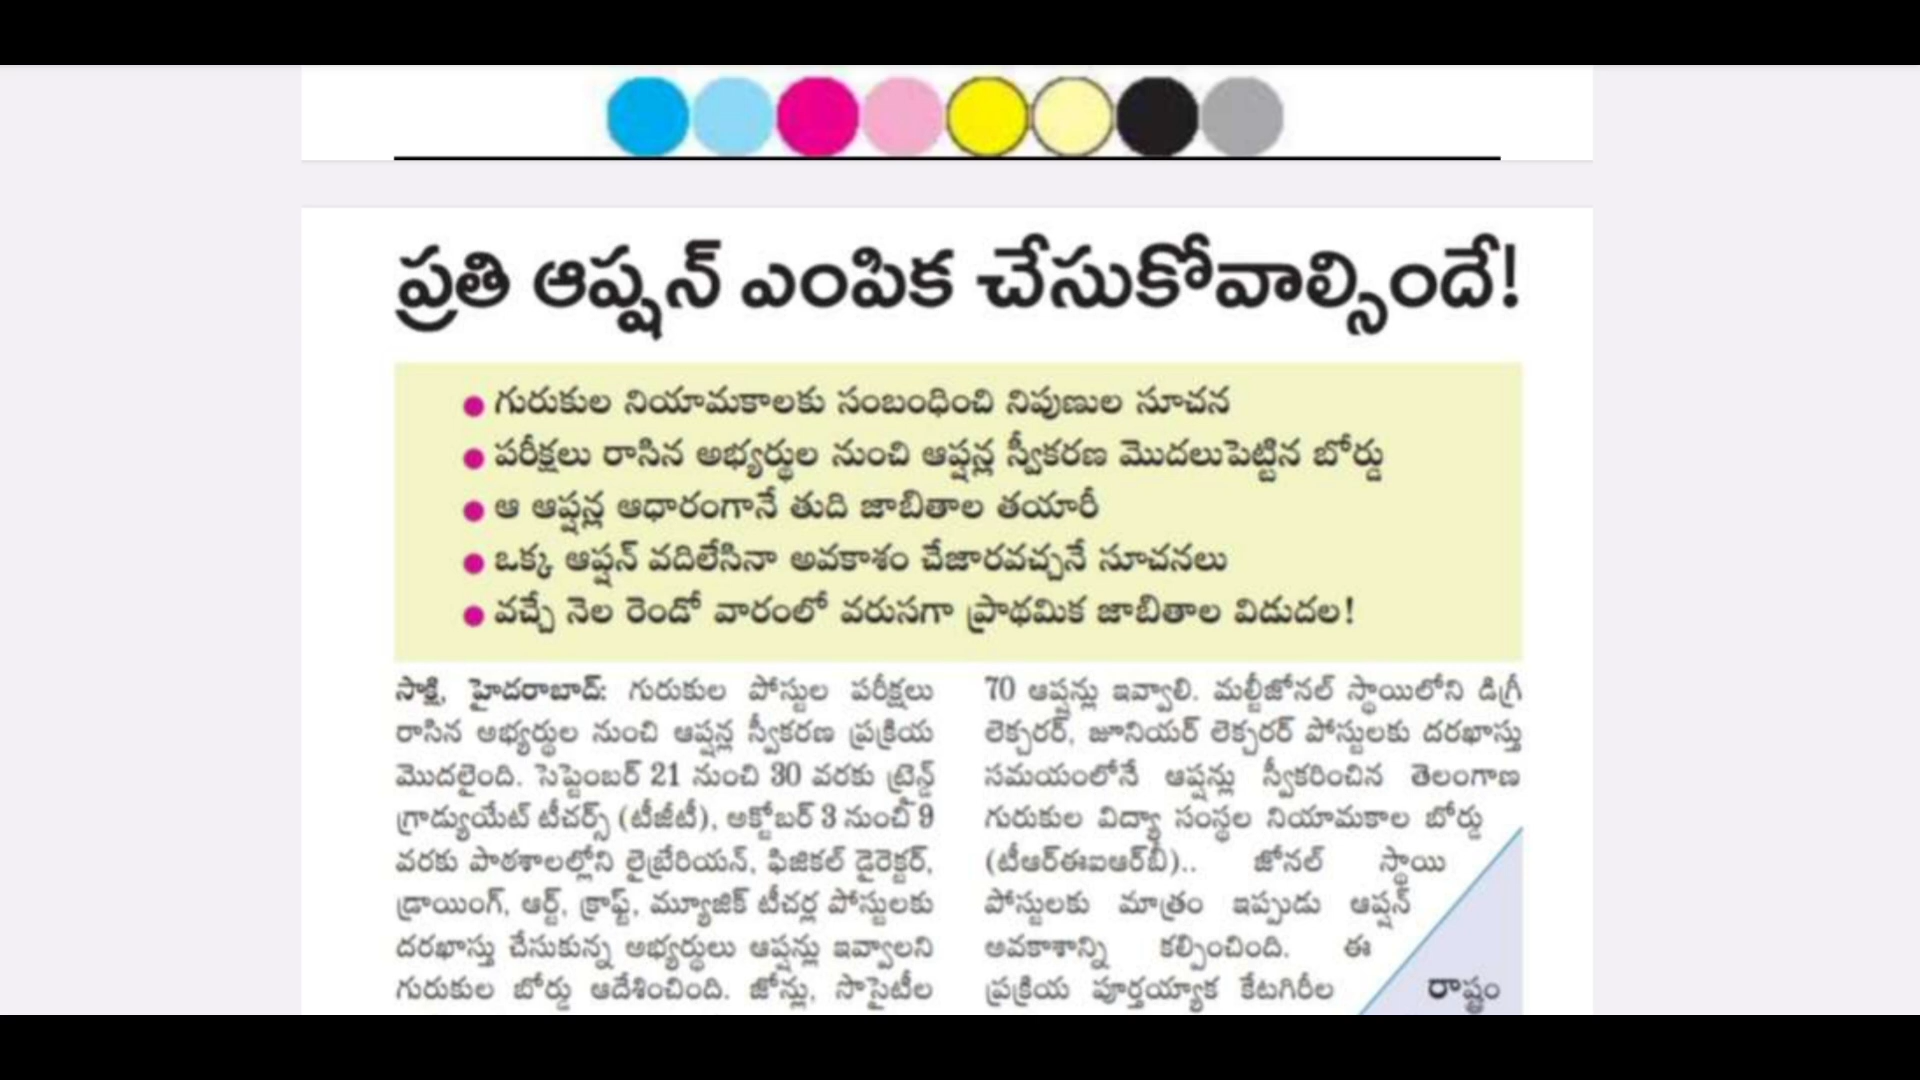 ప్రతి ఆప్షన్ ఎంపిక చేసుకోవాల్సిందే!
● గురుకుల నియామకాలకు సంబంధించి నిపుణుల సూచన
● పరీక్షలు రాసిన అభ్యర్థుల నుంచి ఆప్షన్ల స్వీకరణ మొదలుపెట్టిన బోర్డు
● ఆ ఆప్షన్ల ఆధారంగానే తుది జాబితాల తయారీ
● ఒక్క ఆప్షన్ వదిలేసినా అవకాశం చేజారవచ్చనే సూచనలు
● వచ్చే నెల రెండో వారంలో వరుసగా ప్రాథమిక జాబితాల విడుదల!
సాక్షి, హైదరాబాద్: గురుకుల పోస్టుల పరీక్షలు
రాసిన అభ్యర్థుల నుంచి ఆప్షన్ల స్వీకరణ ప్రక్రియ
మొదలైంది. సెప్టెంబర్ 21 నుంచి 30 వరకు ట్రైన్డ్
గ్రాడ్యుయేట్ టీచర్స్ (టీజీటీ), అక్టోబర్ 3 నుంచి 9
వరకు పాఠశాలల్లోని లైబ్రేరియన్, ఫిజికల్ డైరెక్టర్,
డ్రాయింగ్, ఆర్ట్, క్రాఫ్ట్, మ్యూజిక్ టీచర్ల పోస్టులకు
దరఖాస్తు చేసుకున్న అభ్యర్థులు ఆప్షన్లు ఇవ్వాలని
గురుకుల బోర్డు ఆదేశించింది. జోన్లు, సొసైటీల
70 ఆప్షన్లు ఇవ్వాలి. మల్టీజోనల్ స్థాయిలోని డిగ్రీ
లెక్చరర్, జూనియర్ లెక్చరర్ పోస్టులకు దరఖాస్తు
సమయంలోనే ఆప్షన్లు స్వీకరించిన తెలంగాణ
గురుకుల విద్యా సంస్థల నియామకాల బోర్డు
(టీఆర్ఈఐఆర్‌బీ).. జోనల్ స్థాయి
పోస్టులకు మాత్రం ఇప్పుడు ఆప్షన్
అవకాశాన్ని కల్పించింది. ఈ
ప్రక్రియ పూర్తయ్యాక కేటగిరీల
రాష్ట్రం